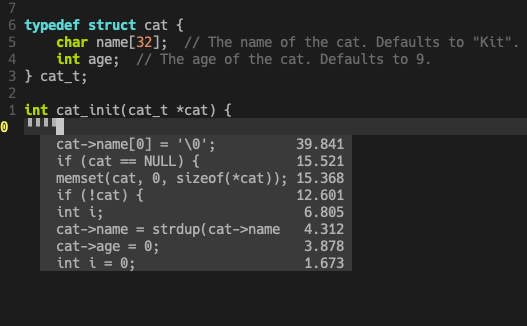 7
6 typedef struct cat {
5     char name[32];  // The name of the cat. Defaults to "Kit".
4     int age;  // The age of the cat. Defaults to 9.
3 } cat_t;
2
1 int cat_init(cat_t *cat) {
0
cat->name[0] = '\0'; 39.841
if (cat == NULL) { 15.521
memset(cat, 0, sizeof(*cat)); 15.368
if (!cat) { 12.601
int i; 6.805
cat->name = strdup(cat->name 4.312
cat->age = 0; 3.878
int i = 0; 1.673